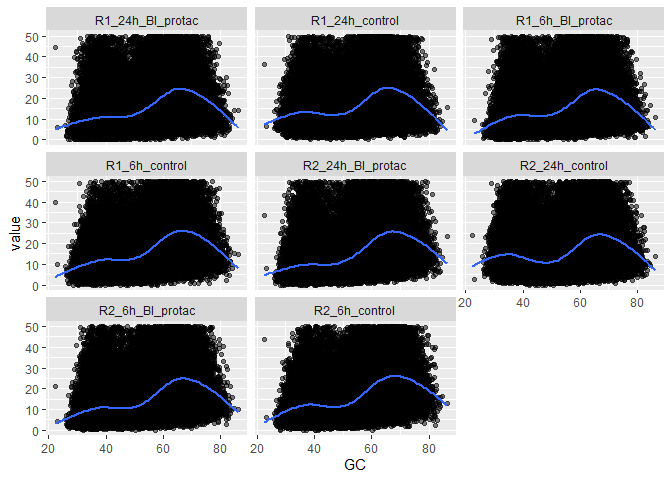 R1_24h_BI_protac R1_24h_control R1_6h_BI_protac
50
40
30
20
10
0
R1_6h_control R2_24h_BI_protac R2_24h_control
50
40
30
20
10
0
20 40 60 80
R2_6h_BI_protac R2_6h_control
50
40
30
20
10
0
20 40 60 80 20 40 60 80
value
GC